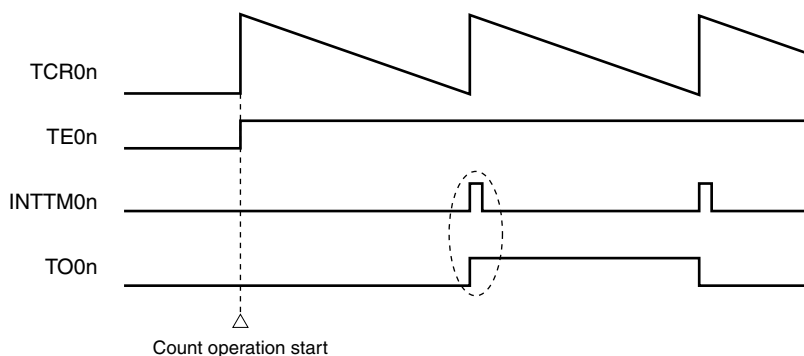 TCR0n
TE0n
INTTM0n
TO0n
Count operation start